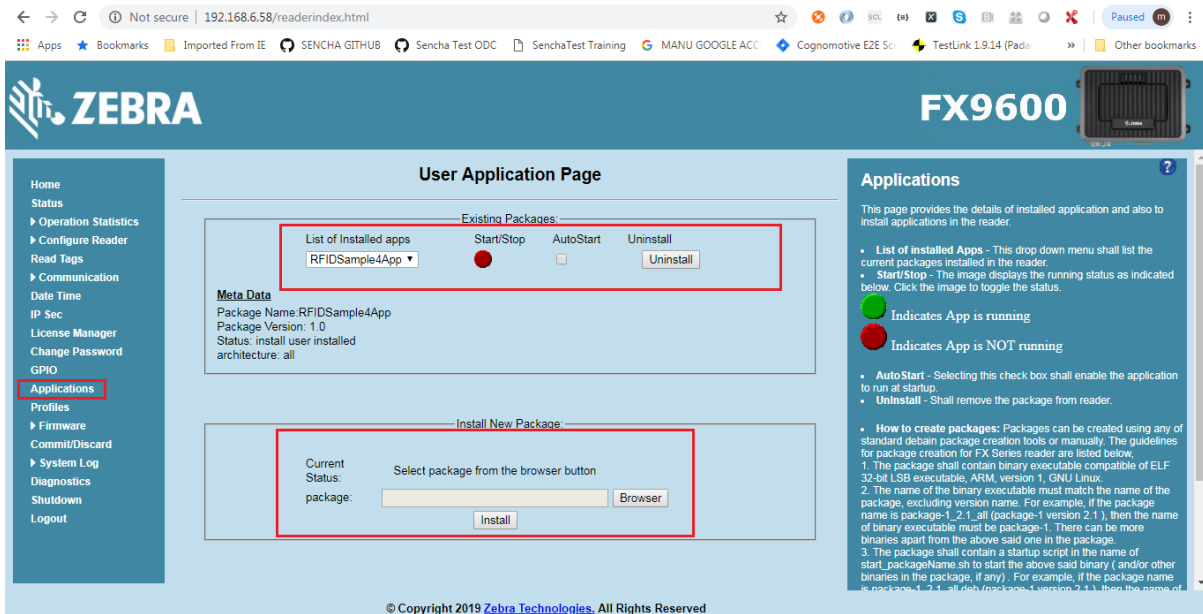 Not secure | 192.168.6.58/readerindex.html
SCL
Paused
m
Apps
Bookmarks
Imported From IE
SENCHA GITHUB
Sencha Test ODC
SenchaTest Training
MANU GOOGLE ACC
Cognomotive E2E Scr
TestLink 1.9.14 (Pada
»
Other bookmarks
ZEBRA
FX9600
Home
Status
Operation Statistics
Configure Reader
Read Tags
Communication
Date Time
IP Sec
License Manager
Change Password
GPIO
Applications
Profiles
Firmware
Commit/Discard
System Log
Diagnostics
Shutdown
Logout
User Application Page
Existing Packages:
List of Installed apps Start/Stop AutoStart Uninstall
RFIDSample4App Uninstall
Meta Data
Package Name:RFIDSample4App
Package Version: 1.0
Status: install user installed
architecture: all
Install New Package:
Current
Status:
Select package from the browser button
package: Browser
Install
?
Applications
This page provides the details of installed application and also to
install applications in the reader.
• List of installed Apps - This drop down menu shall list the
current packages installed in the reader.
• Start/Stop - The image displays the running status as indicated
below. Click the image to toggle the status.
Indicates App is running
Indicates App is NOT running
• AutoStart - Selecting this check box shall enable the application
to run at startup.
• Uninstall - Shall remove the package from reader.
• How to create packages: Packages can be created using any of
standard debain package creation tools or manually. The guidelines
for package creation for FX Series reader are listed below,
1. The package shall contain binary executable compatible of ELF
32-bit LSB executable, ARM, version 1, GNU Linux.
2. The name of the binary executable must match the name of the
package, excluding version name. For example, if the package
name is package-1_2.1_all (package-1 version 2.1 ), then the name
of binary executable must be package-1. There can be more
binaries apart from the above said one in the package.
3. The package shall contain a startup script in the name of
start_packageName.sh to start the above said binary ( and/or other
binaries in the package, if any) . For example, if the package name
is package-1_2.1_all.deb (package-1 version 2.1 ), then the name of
© Copyright 2019 Zebra Technologies. All Rights Reserved